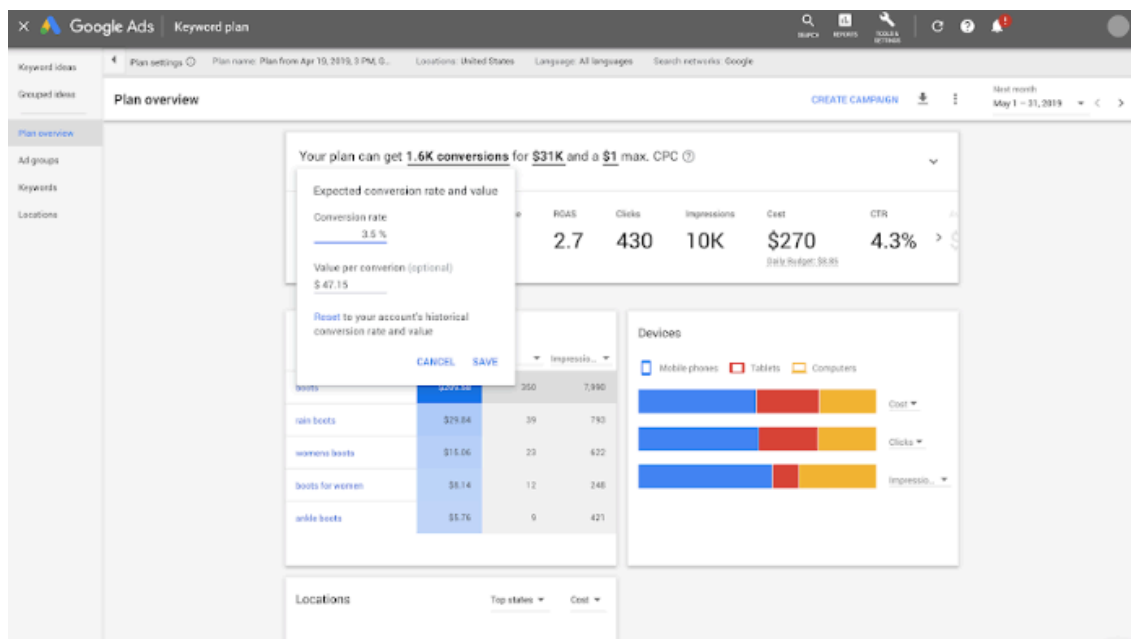 Google Ads
Keyword plan
SEARCH
REPORTS
TOOLS & SETTINGS
Keyword ideas
Grouped ideas
Plan overview
Ad groups
Keywords
Locations
Plan settings
Plan name: Plan from Apr 19, 2019, 3 PM, G...
Locations: United States
Language: All languages
Search networks: Google
Plan overview
CREATE CAMPAIGN
Next month
May 1 – 31, 2019
Your plan can get 1.6K conversions for $31K and a $1 max. CPC
Expected conversion rate and value
Conversion rate
3.5 %
Value per converion (optional)
$ 47.15
Reset to your account's historical
conversion rate and value
CANCEL SAVE
ROAS
2.7
Clicks
430
Impressions
10K
Cost
$270
Daily Budget: $8.85
CTR
4.3%
Impressio...
boots 350 7,990
rain boots $29.84 39 793
womens boots $15.06 23 622
boots for women $8.14 12 248
ankle boots $5.76 9 421
Devices
Mobile phones Tablets Computers
Cost
Clicks
Impressio...
Locations
Top states
Cost